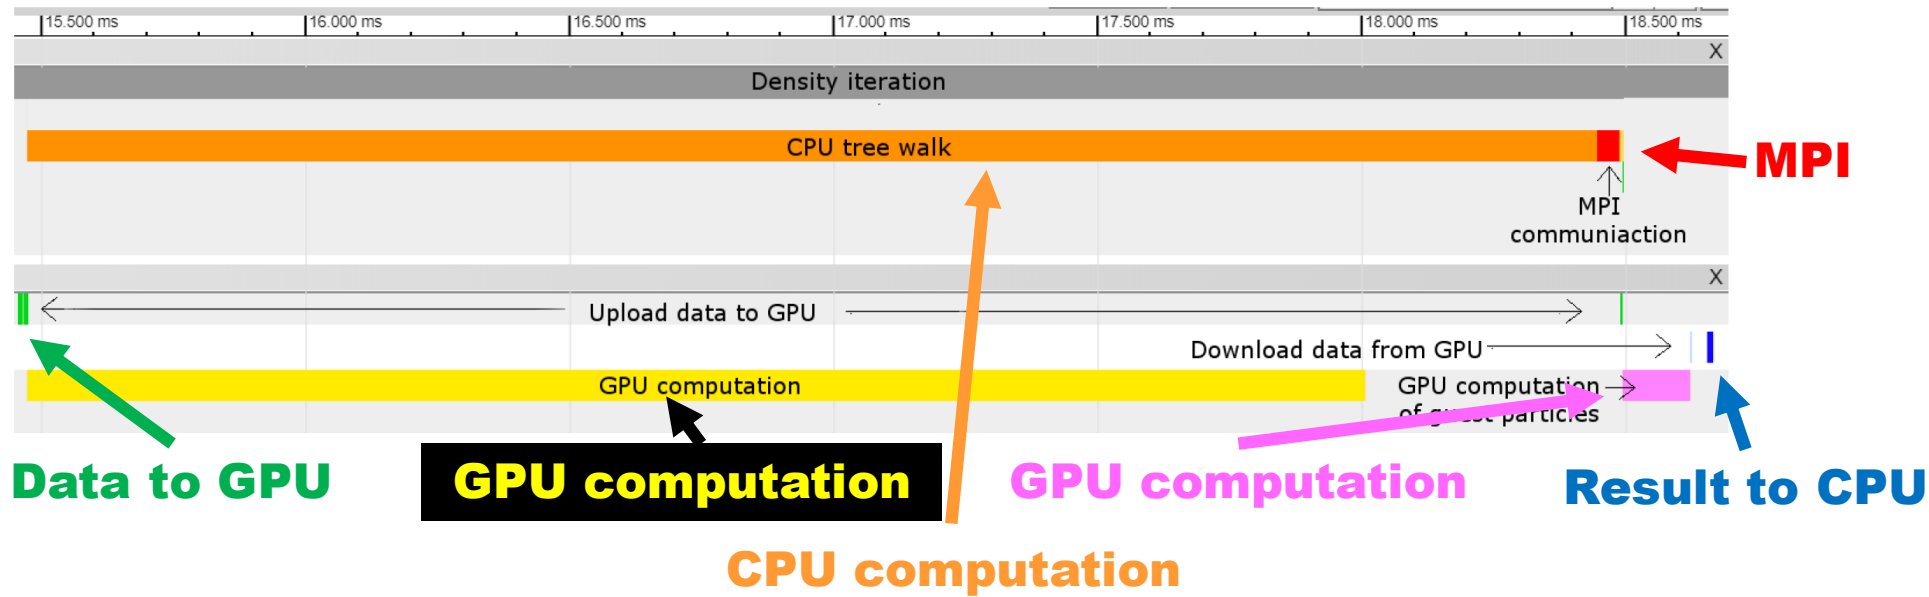 15.500 ms 16.000 ms 16.500 ms 17.000 ms 17.500 ms 18.000 ms 18.500 ms
X
Density iteration
CPU tree walk
MPI
MPI
communiaction
X
Upload data to GPU
Download data from GPU
GPU computation
GPU computation
of guest particles
Data to GPU
GPU computation
GPU computation
Result to CPU
CPU computation